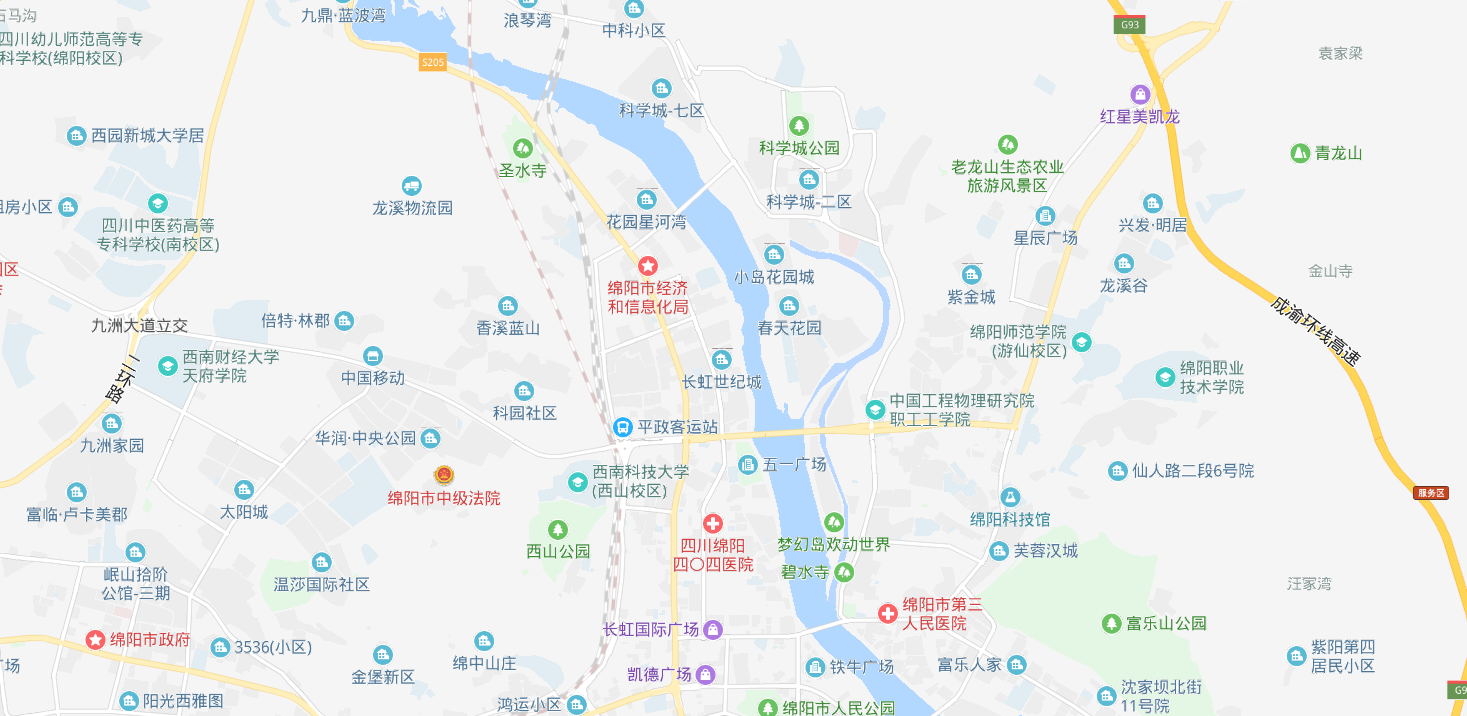 石马沟
九鼎·蓝波湾
浪琴湾
中科小区
G93
四川幼儿师范高等专
科学校(绵阳校区)
S205
袁家梁
科学城-七区
红星美凯龙
西园新城大学居
科学城公园
青龙山
圣水寺
老龙山生态农业
旅游风景区
龙溪物流园
科学城-二区
租房小区
四川中医药高等
专科学校(南校区)
花园星河湾
星辰广场
兴发·明居
区
绵阳市经济
和信息化局
小岛花园城
紫金城
龙溪谷
金山寺
九洲大道立交
倍特·林郡
香溪蓝山
春天花园
成渝环线高速
绵阳师范学院
(游仙校区)
西南财经大学
天府学院
二环路
中国移动
长虹世纪城
绵阳职业
技术学院
科园社区
中国工程物理研究院
职工工学院
九洲家园
华润·中央公园
平政客运站
五一广场
西南科技大学
(西山校区)
仙人路二段6号院
绵阳市中级法院
富临·卢卡美郡
太阳城
绵阳科技馆
服务区
西山公园
四川绵阳
四〇四医院
梦幻岛欢动世界
芙蓉汉城
碧水寺
岷山拾阶
公馆-三期
温莎国际社区
汪家湾
绵阳市第三
人民医院
富乐山公园
长虹国际广场
绵阳市政府
3536(小区)
绵中山庄
金堡新区
凯德广场
铁牛广场
富乐人家
紫阳第四
居民小区
广场
阳光西雅图
鸿运小区
绵阳市人民公园
沈家坝北街
11号院
G9